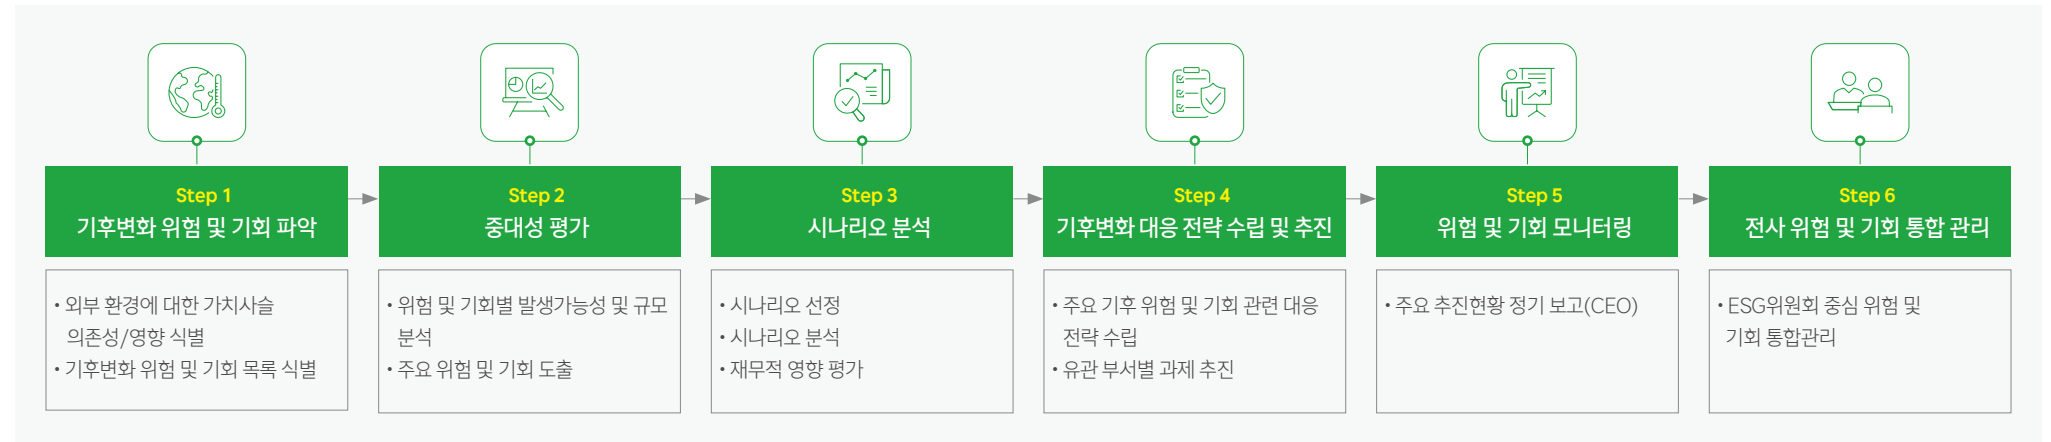 Step 1
기후변화 위험 및 기회 파악
• 외부 환경에 대한 가치사슬
의존성/영향 식별
• 기후변화 위험 및 기회 목록 식별
Step 2
중대성 평가
• 위험 및 기회별 발생가능성 및 규모
분석
• 주요 위험 및 기회 도출
Step 3
시나리오 분석
• 시나리오 선정
• 시나리오 분석
• 재무적 영향 평가
Step 4
기후변화 대응 전략 수립 및 추진
• 주요 기후 위험 및 기회 관련 대응
전략 수립
• 유관 부서별 과제 추진
Step 5
위험 및 기회 모니터링
• 주요 추진현황 정기 보고(CEO)
Step 6
전사 위험 및 기회 통합 관리
• ESG위원회 중심 위험 및
기회 통합관리